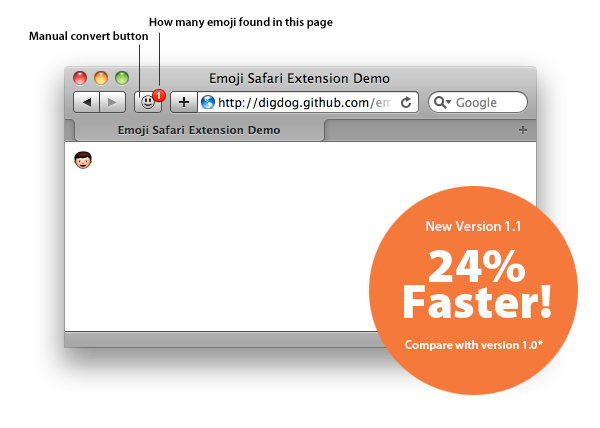 How many emoji found in this page
Manual convert button
Emoji Safari Extension Demo
1
http://digdog.github.com/em
Google
Emoji Safari Extension Demo
New Version 1.1
24%
Faster!
Compare with version 1.0*